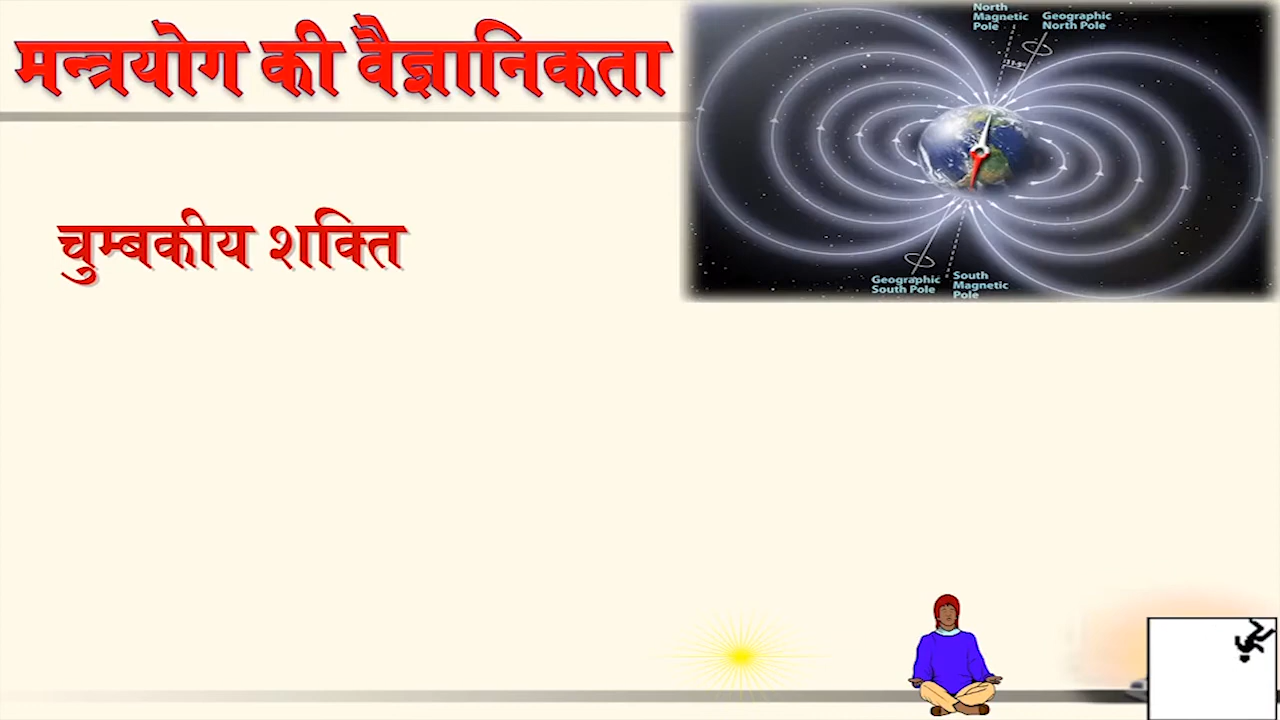 मन्त्रयोग की वैज्ञानिकता
चुम्बकीय शक्ति
North
Magnetic
Pole
Geographic
North Pole
Geographic
South Pole
South
Magnetic
Pole